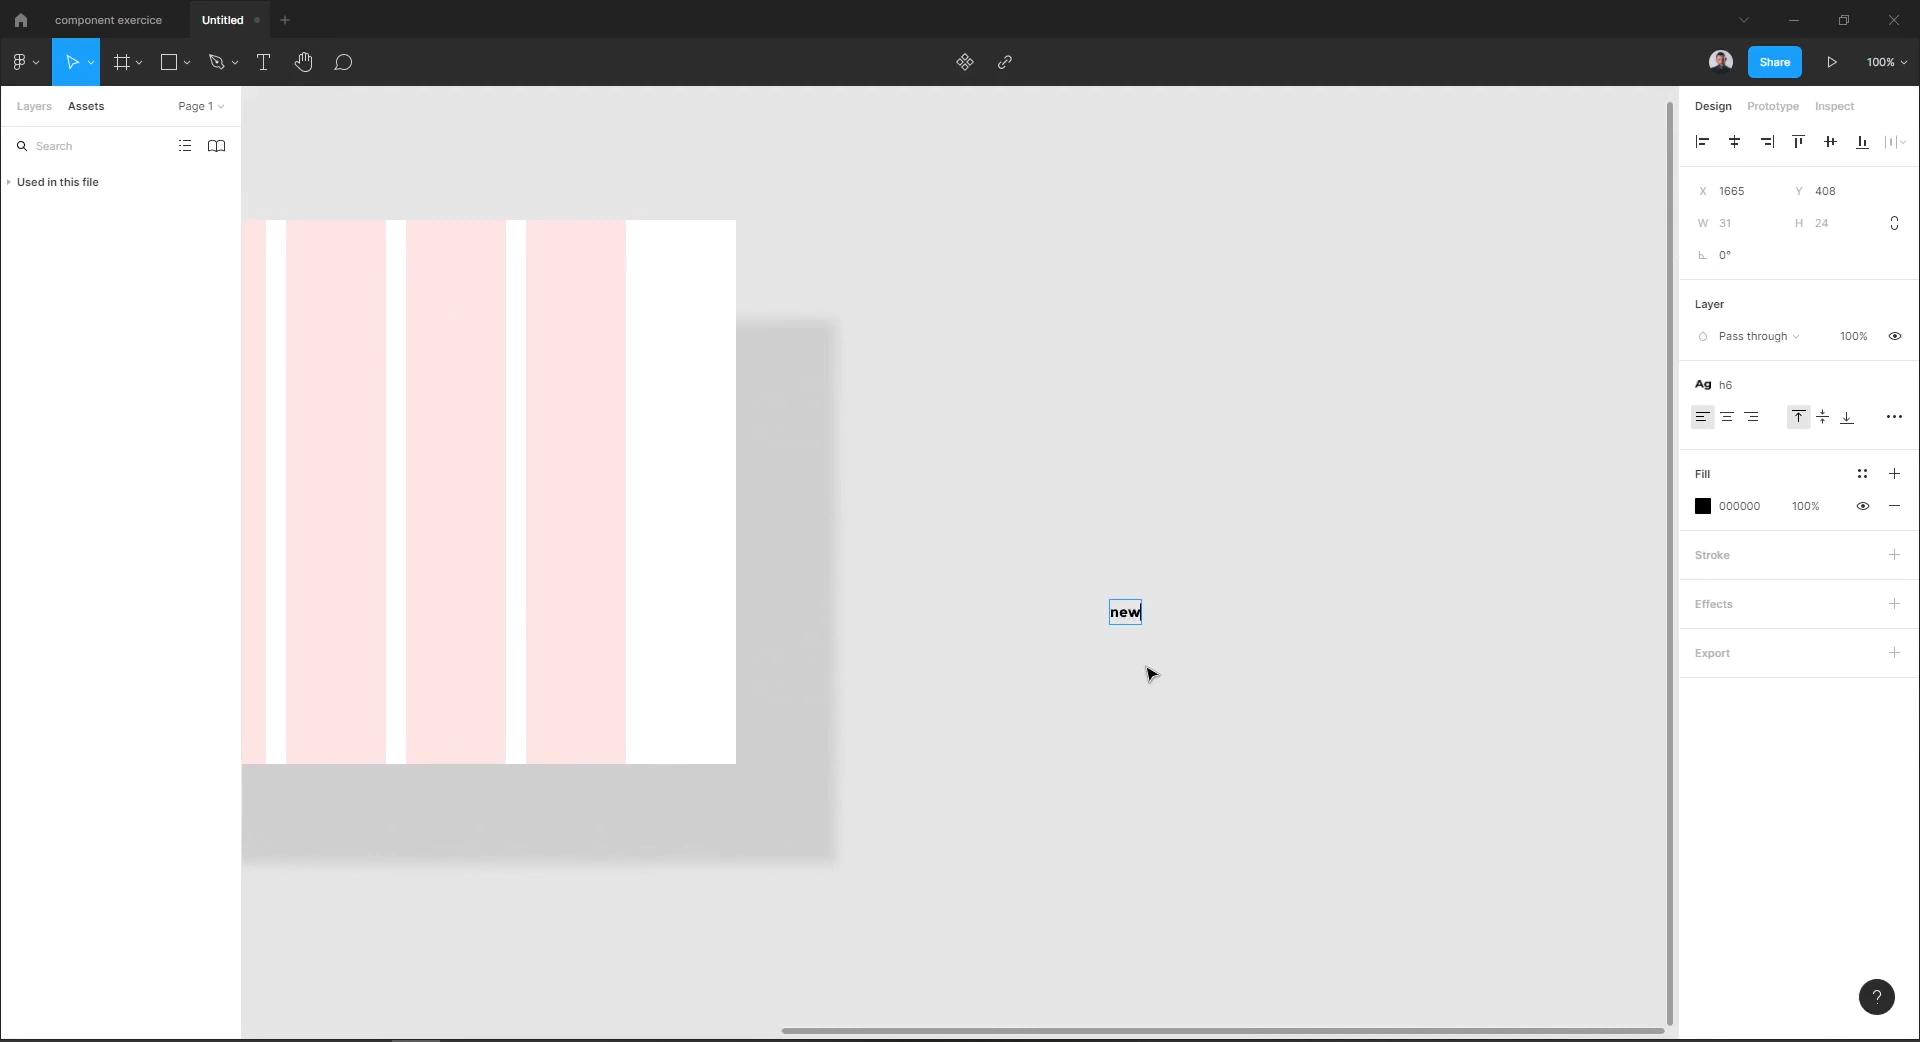 component exercice
Untitled
Share
100%
Layers
Assets
Page 1
Search
Used in this file
new
Design
Prototype
Inspect
X 1665
Y 408
W 31
H 24
0°
Layer
Pass through
100%
Ag h6
Fill
000000
100%
Stroke
Effects
Export
?